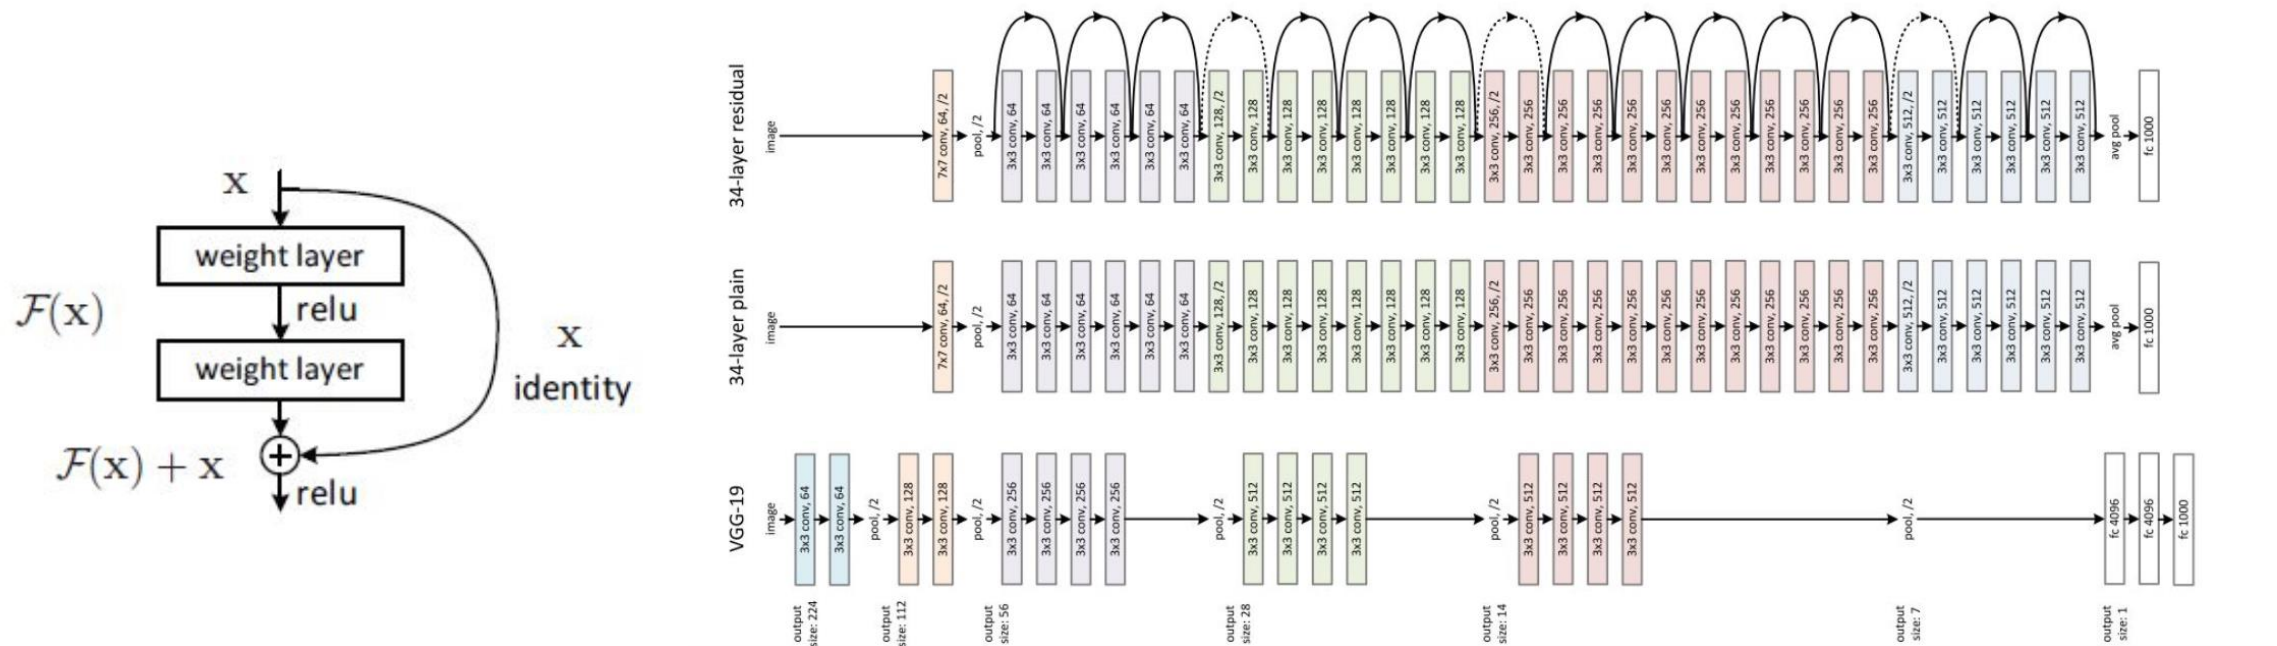 x
weight layer
F(x)
relu
weight layer
x
identity
F(x) + x
relu
34-layer residual
image
7x7 conv, 64, /2
pool, /2
3x3 conv, 64
3x3 conv, 64
3x3 conv, 64
3x3 conv, 64
3x3 conv, 64
3x3 conv, 64
3x3 conv, 128, /2
3x3 conv, 128
3x3 conv, 128
3x3 conv, 128
3x3 conv, 128
3x3 conv, 128
3x3 conv, 128
3x3 conv, 128
3x3 conv, 256, /2
3x3 conv, 256
3x3 conv, 256
3x3 conv, 256
3x3 conv, 256
3x3 conv, 256
3x3 conv, 256
3x3 conv, 256
3x3 conv, 256
3x3 conv, 256
3x3 conv, 256
3x3 conv, 256
3x3 conv, 512, /2
3x3 conv, 512
3x3 conv, 512
3x3 conv, 512
3x3 conv, 512
3x3 conv, 512
avg pool
fc 1000
34-layer plain
image
7x7 conv, 64, /2
pool, /2
3x3 conv, 64
3x3 conv, 64
3x3 conv, 64
3x3 conv, 64
3x3 conv, 64
3x3 conv, 64
3x3 conv, 128, /2
3x3 conv, 128
3x3 conv, 128
3x3 conv, 128
3x3 conv, 128
3x3 conv, 128
3x3 conv, 128
3x3 conv, 128
3x3 conv, 256, /2
3x3 conv, 256
3x3 conv, 256
3x3 conv, 256
3x3 conv, 256
3x3 conv, 256
3x3 conv, 256
3x3 conv, 256
3x3 conv, 256
3x3 conv, 256
3x3 conv, 256
3x3 conv, 256
3x3 conv, 512, /2
3x3 conv, 512
3x3 conv, 512
3x3 conv, 512
3x3 conv, 512
3x3 conv, 512
avg pool
fc 1000
VGG-19
image
3x3 conv, 64
3x3 conv, 64
pool, /2
3x3 conv, 128
3x3 conv, 128
pool, /2
3x3 conv, 256
3x3 conv, 256
3x3 conv, 256
3x3 conv, 256
pool, /2
3x3 conv, 512
3x3 conv, 512
3x3 conv, 512
3x3 conv, 512
pool, /2
3x3 conv, 512
3x3 conv, 512
3x3 conv, 512
3x3 conv, 512
pool, /2
fc 4096
fc 4096
fc 1000
output
size: 224
output
size: 112
output
size: 56
output
size: 28
output
size: 14
output
size: 7
output
size: 1